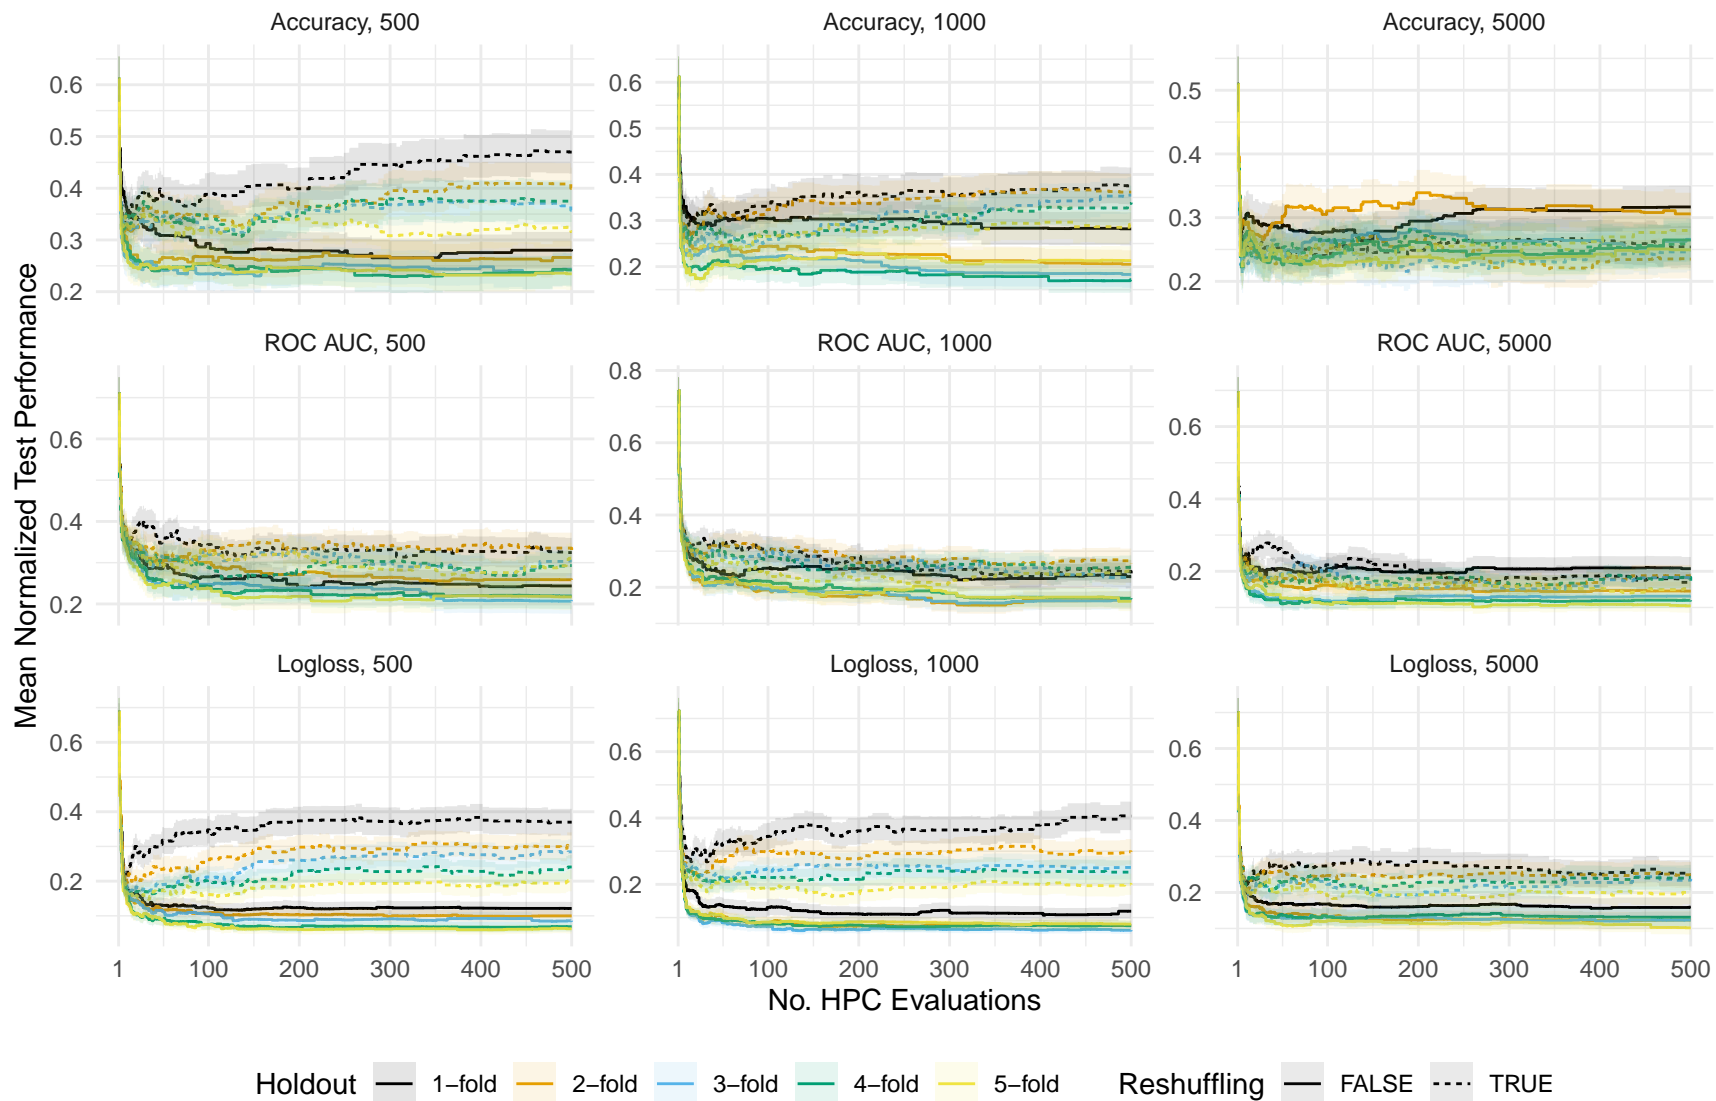 Accuracy, 500
Accuracy, 1000
Accuracy, 5000
0.6
0.5
0.4
0.3
0.2
0.6
0.5
0.4
0.3
0.2
0.5
0.4
0.3
0.2
ROC AUC, 500
ROC AUC, 1000
ROC AUC, 5000
0.6
0.4
0.2
0.8
0.6
0.4
0.2
0.6
0.4
0.2
Logloss, 500
Logloss, 1000
Logloss, 5000
0.6
0.4
0.2
0.6
0.4
0.2
0.6
0.4
0.2
1 100 200 300 400 500
1 100 200 300 400 500
1 100 200 300 400 500
Mean Normalized Test Performance
No. HPC Evaluations
Holdout 1−fold 2−fold 3−fold 4−fold 5−fold Reshuffling FALSE TRUE